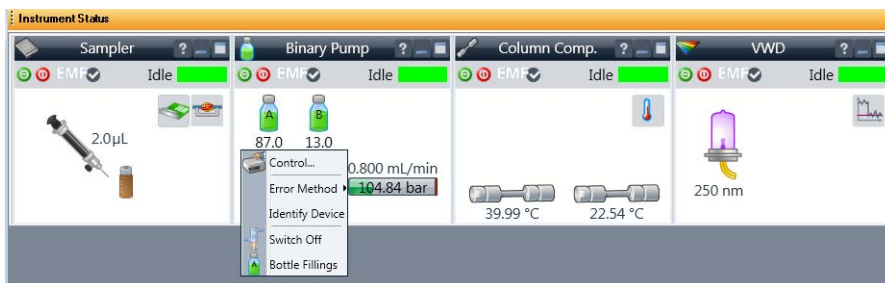 Instrument Status
Sampler ?
EMF Idle
2.0µL
Binary Pump ?
EMF Idle
A B
87.0 13.0
0.800 mL/min
104.84 bar
Control...
Error Method
Identify Device
Switch Off
A Bottle Fillings
Column Comp. ?
EMF Idle
39.99 °C 22.54 °C
VWD ?
EMF Idle
250 nm